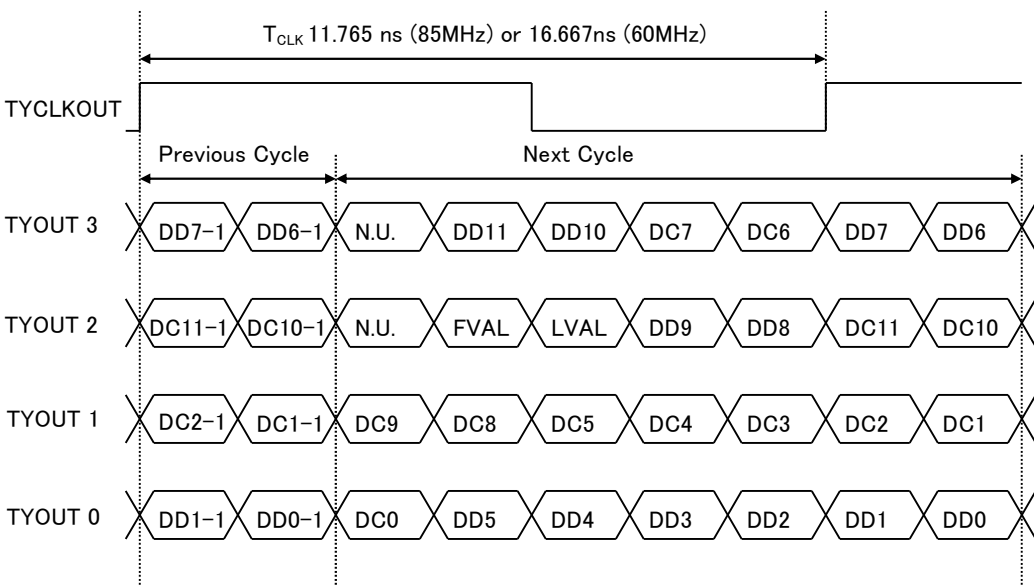 T_CLK 11.765 ns (85MHz) or 16.667ns (60MHz)
TYCLKOUT
Previous Cycle Next Cycle
TYOUT 3 DD7-1 DD6-1 N.U. DD11 DD10 DC7 DC6 DD7 DD6
TYOUT 2 DC11-1 DC10-1 N.U. FVAL LVAL DD9 DD8 DC11 DC10
TYOUT 1 DC2-1 DC1-1 DC9 DC8 DC5 DC4 DC3 DC2 DC1
TYOUT 0 DD1-1 DD0-1 DC0 DD5 DD4 DD3 DD2 DD1 DD0